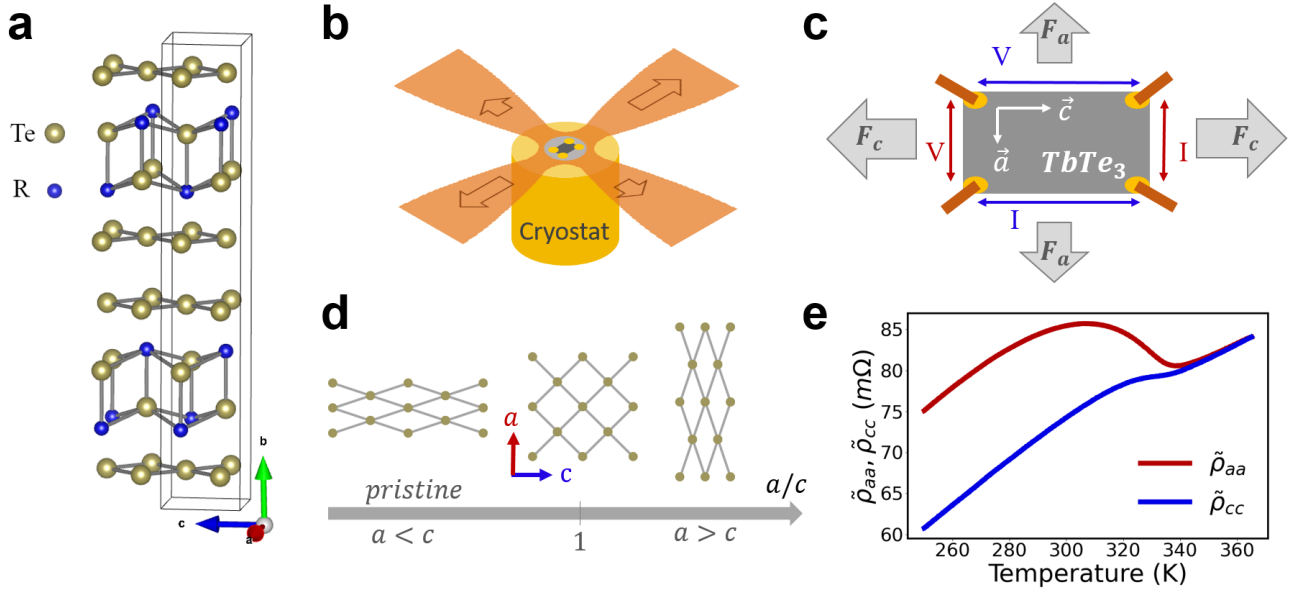 a
Te
R
b
c
a
b
Cryostat
c
F_a
V
F_c
V
c⃗
a⃗
TbTe₃
I
F_c
I
F_a
d
a
c
pristine
a/c
a < c
1
a > c
e
ρ̃_aa, ρ̃_cc (mΩ)
85
80
75
70
65
60
ρ̃_aa
ρ̃_cc
260 280 300 320 340 360
Temperature (K)